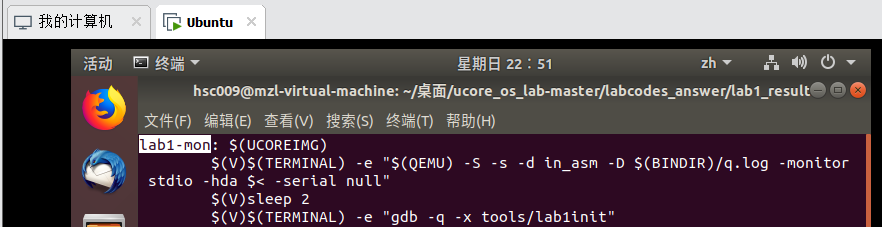 我的计算机 Ubuntu
活动 终端 星期日 22：51 zh
hsc009@mzl-virtual-machine: ~/桌面/ucore_os_lab-master/labcodes_answer/lab1_result
文件(F) 编辑(E) 查看(V) 搜索(S) 终端(T) 帮助(H)
lab1-mon: $(UCOREIMG)
$(V)$(TERMINAL) -e "$(QEMU) -S -s -d in_asm -D $(BINDIR)/q.log -monitor
stdio -hda $< -serial null"
$(V)sleep 2
$(V)$(TERMINAL) -e "gdb -q -x tools/lab1init"